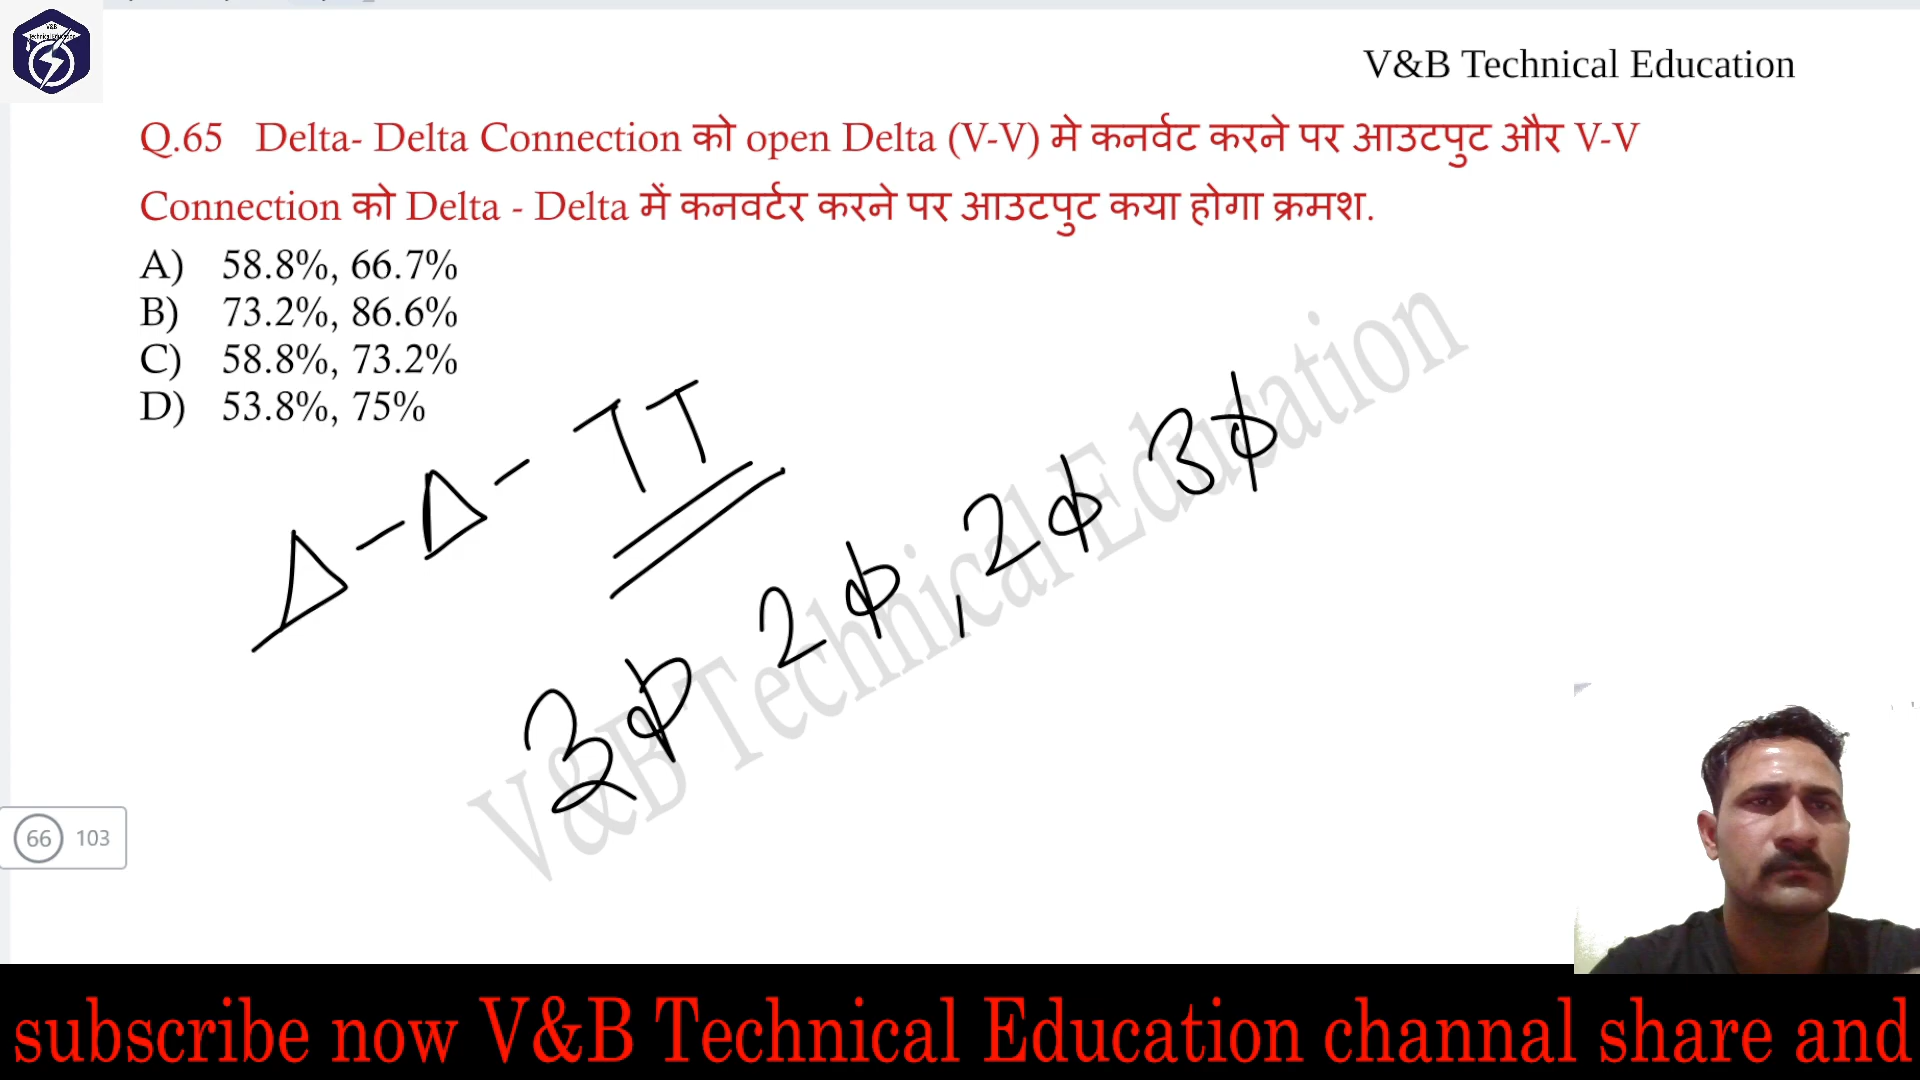 V&B Technical Education
Q.65 Delta- Delta Connection को open Delta (V-V) मे कनर्वट करने पर आउटपुट और V-V
Connection को Delta - Delta में कनवर्टर करने पर आउटपुट कया होगा क्रमश.
A) 58.8%, 66.7%
B) 73.2%, 86.6%
C) 58.8%, 73.2%
D) 53.8%, 75%
Δ-Δ- TT
3ϕ 2ϕ, 2ϕ 3ϕ
V&B Technical Education
66 103
subscribe now V&B Technical Education channal share and